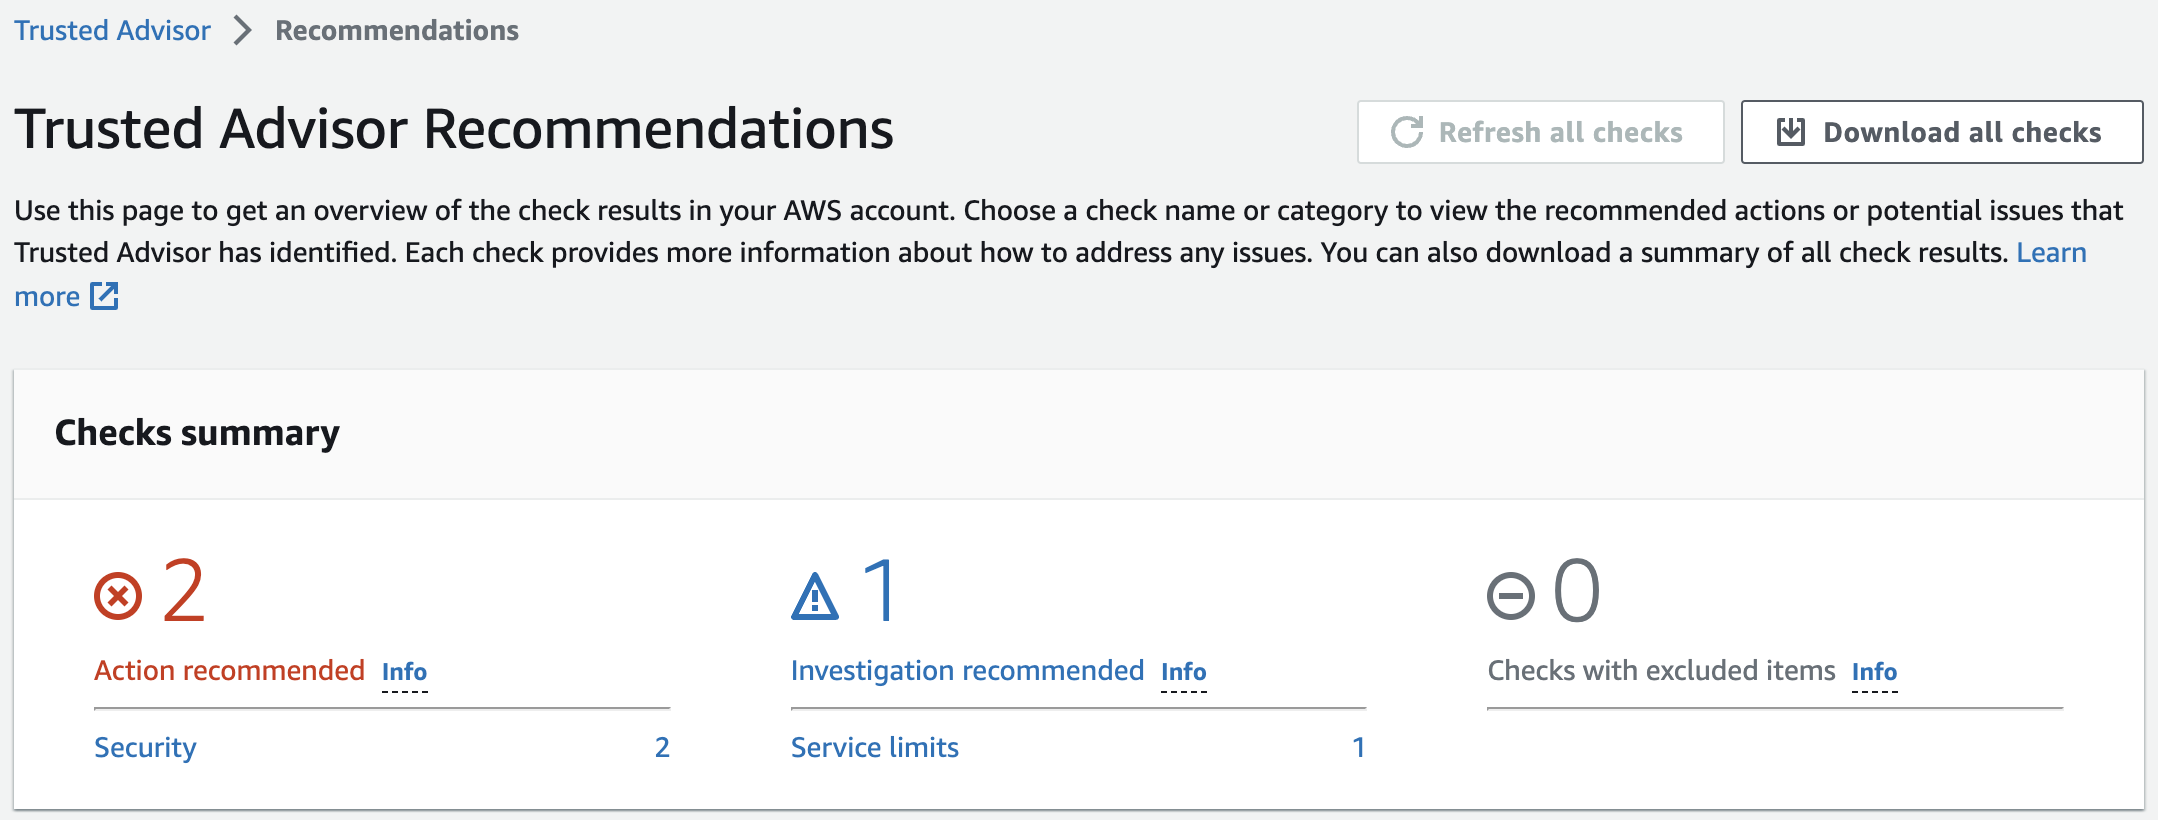 Trusted Advisor > Recommendations
Trusted Advisor Recommendations
Refresh all checks
Download all checks
Use this page to get an overview of the check results in your AWS account. Choose a check name or category to view the recommended actions or potential issues that
Trusted Advisor has identified. Each check provides more information about how to address any issues. You can also download a summary of all check results. Learn
more
Checks summary
2
Action recommended Info
Security 2
1
Investigation recommended Info
Service limits 1
0
Checks with excluded items Info